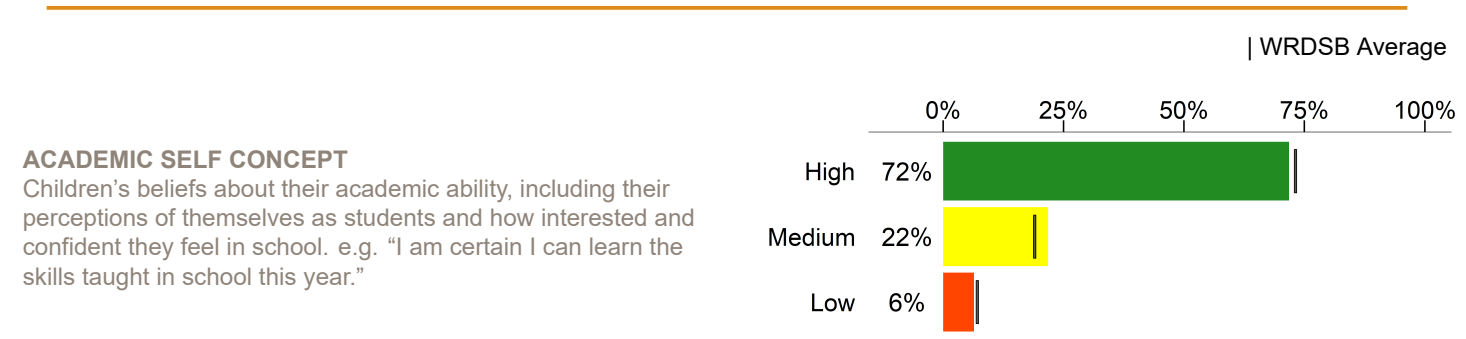 | WRDSB Average
0% 25% 50% 75% 100%
ACADEMIC SELF CONCEPT
Children’s beliefs about their academic ability, including their
perceptions of themselves as students and how interested and
confident they feel in school. e.g. “I am certain I can learn the
skills taught in school this year.”
High 72%
Medium 22%
Low 6%